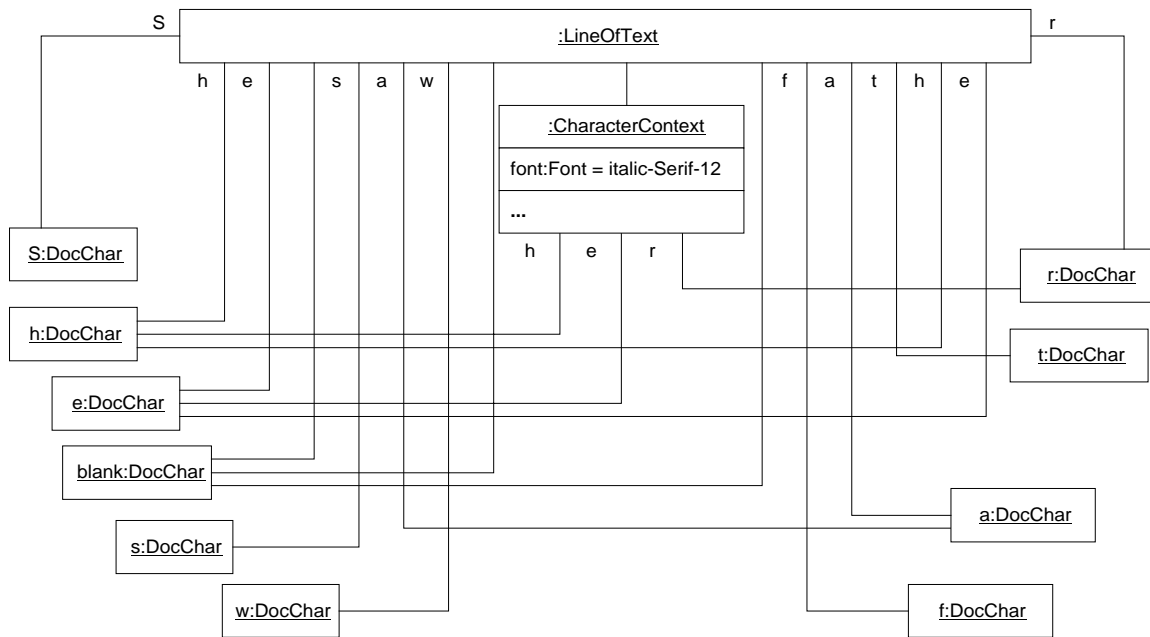 S :LineOfText r
h e s a w f a t h e
:CharacterContext
font:Font = italic-Serif-12
...
h e r
S:DocChar
r:DocChar
h:DocChar
t:DocChar
e:DocChar
blank:DocChar
a:DocChar
s:DocChar
w:DocChar
f:DocChar